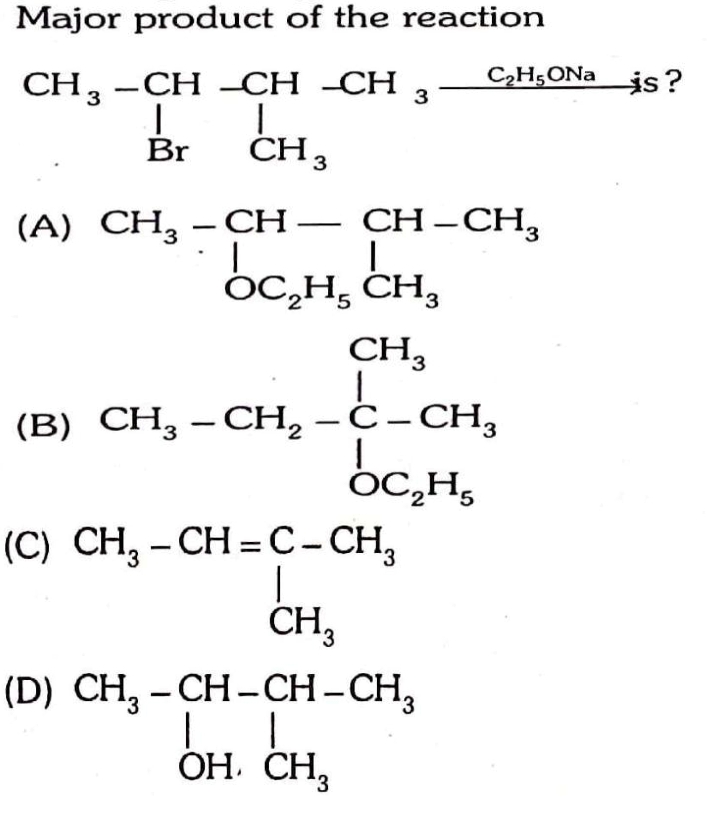 Major product of the reaction
CH₃ – CH – CH – CH₃ C₂H₅ONa is ?
Br CH₃
(A) CH₃ – CH — CH – CH₃
OC₂H₅ CH₃
CH₃
(B) CH₃ – CH₂ – C – CH₃
OC₂H₅
(C) CH₃ – CH = C – CH₃
CH₃
(D) CH₃ – CH – CH – CH₃
OH CH₃